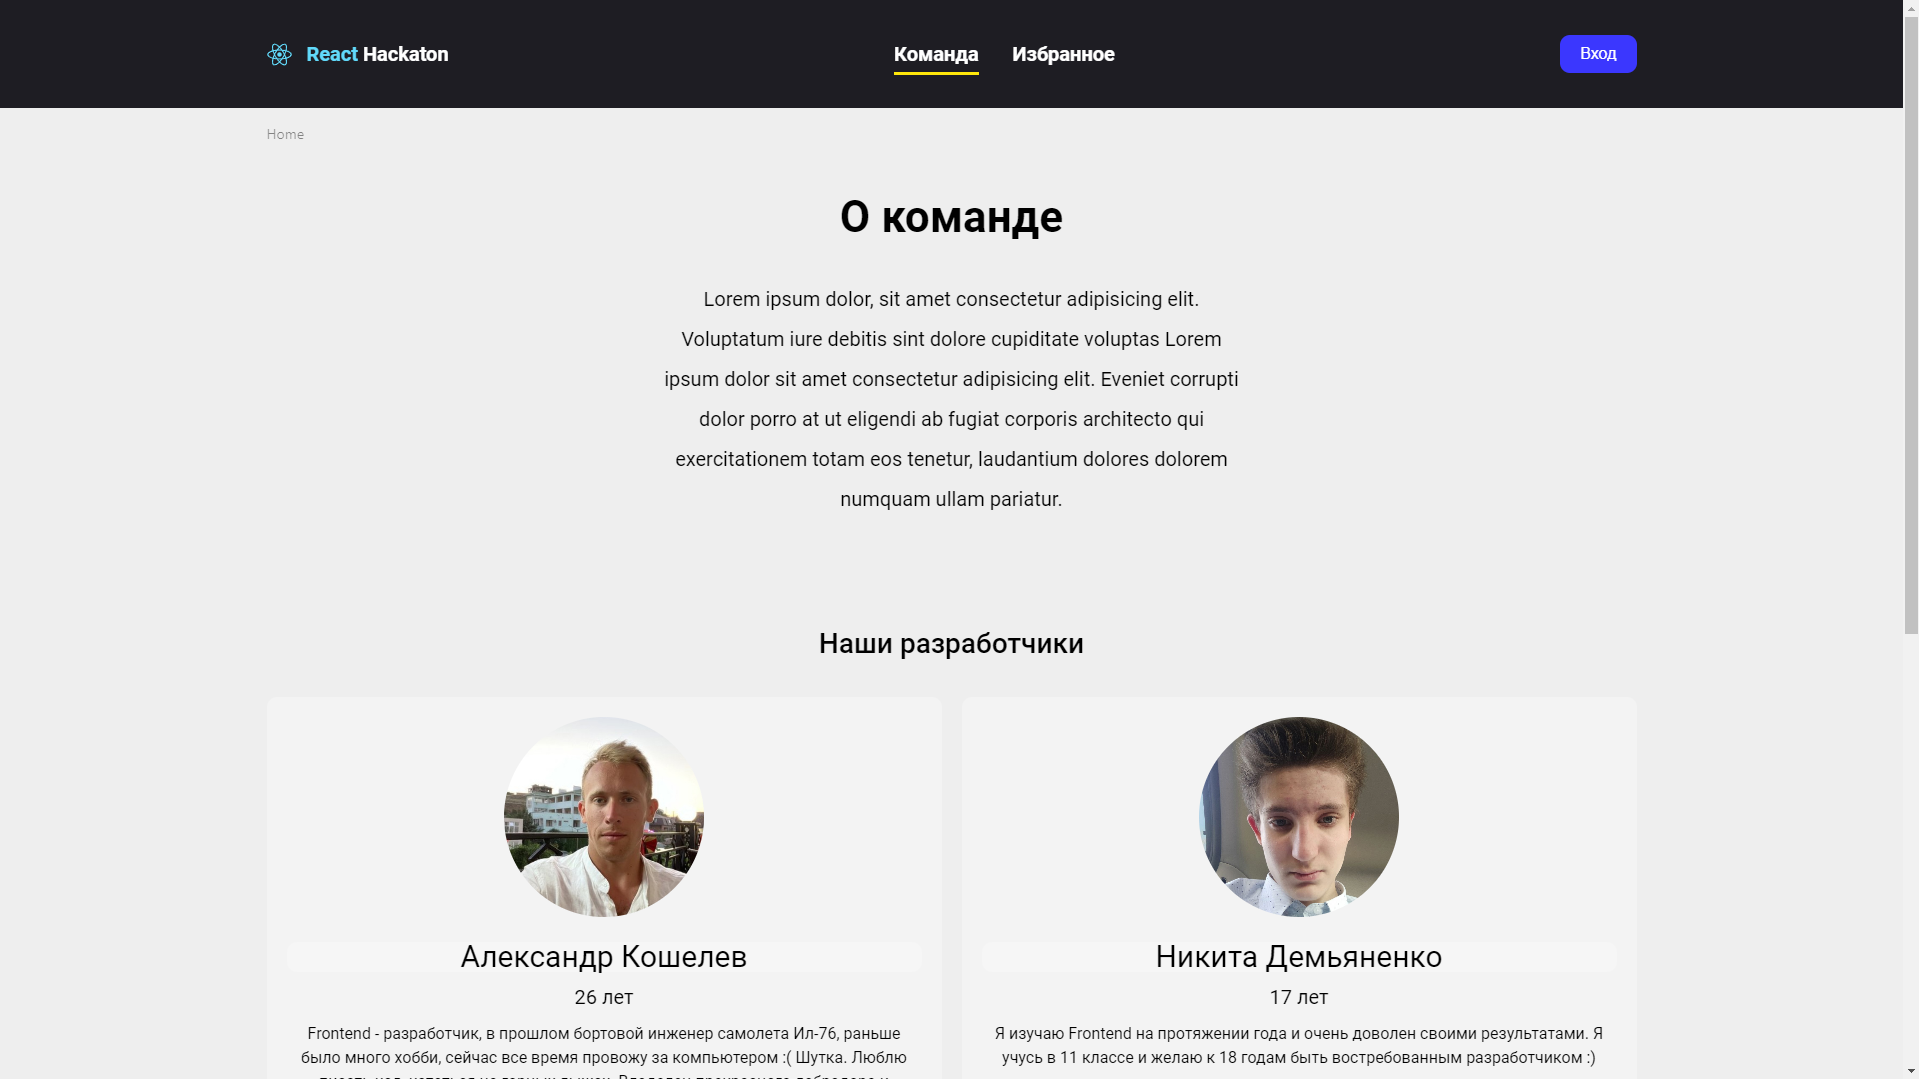 React Hackaton
Команда
Избранное
Вход
Home
О команде
Lorem ipsum dolor, sit amet consectetur adipisicing elit.
Voluptatum iure debitis sint dolore cupiditate voluptas Lorem
ipsum dolor sit amet consectetur adipisicing elit. Eveniet corrupti
dolor porro at ut eligendi ab fugiat corporis architecto qui
exercitationem totam eos tenetur, laudantium dolores dolorem
numquam ullam pariatur.
Наши разработчики
Александр Кошелев
26 лет
Frontend - разработчик, в прошлом бортовой инженер самолета Ил-76, раньше
было много хобби, сейчас все время провожу за компьютером :( Шутка. Люблю
Никита Демьяненко
17 лет
Я изучаю Frontend на протяжении года и очень доволен своими результатами. Я
учусь в 11 классе и желаю к 18 годам быть востребованным разработчиком :)